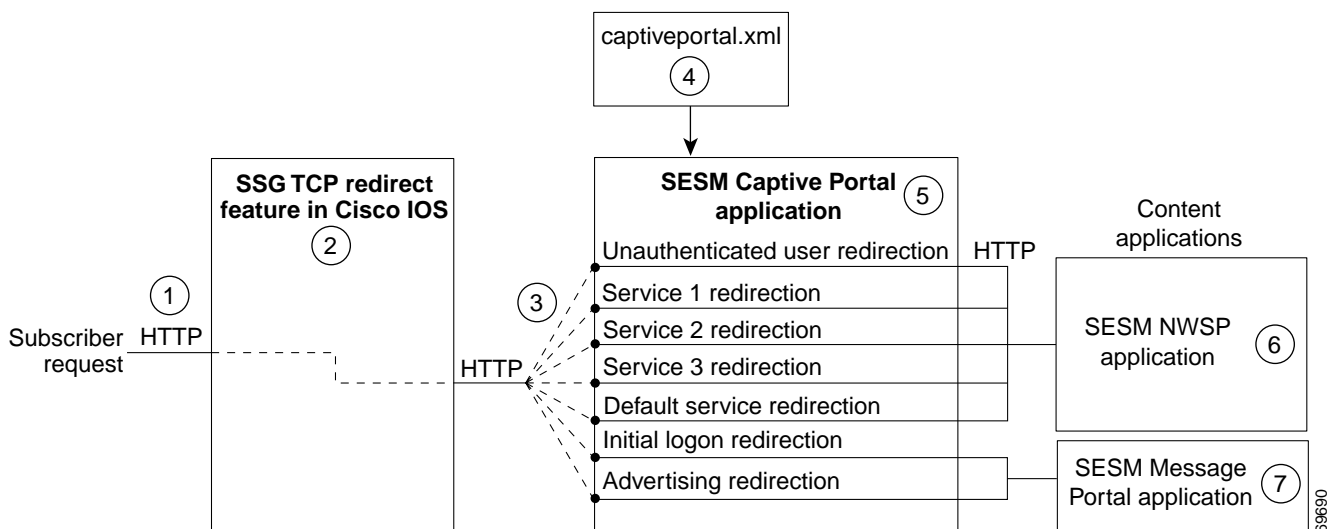 captiveportal.xml
4
SSG TCP redirect
feature in Cisco IOS
2
SESM Captive Portal
application
5
Content
applications
1
Subscriber
request
HTTP
HTTP
3
Unauthenticated user redirection
Service 1 redirection
Service 2 redirection
Service 3 redirection
Default service redirection
Initial logon redirection
Advertising redirection
HTTP
SESM NWSP
application
6
SESM Message
Portal application
7
69690